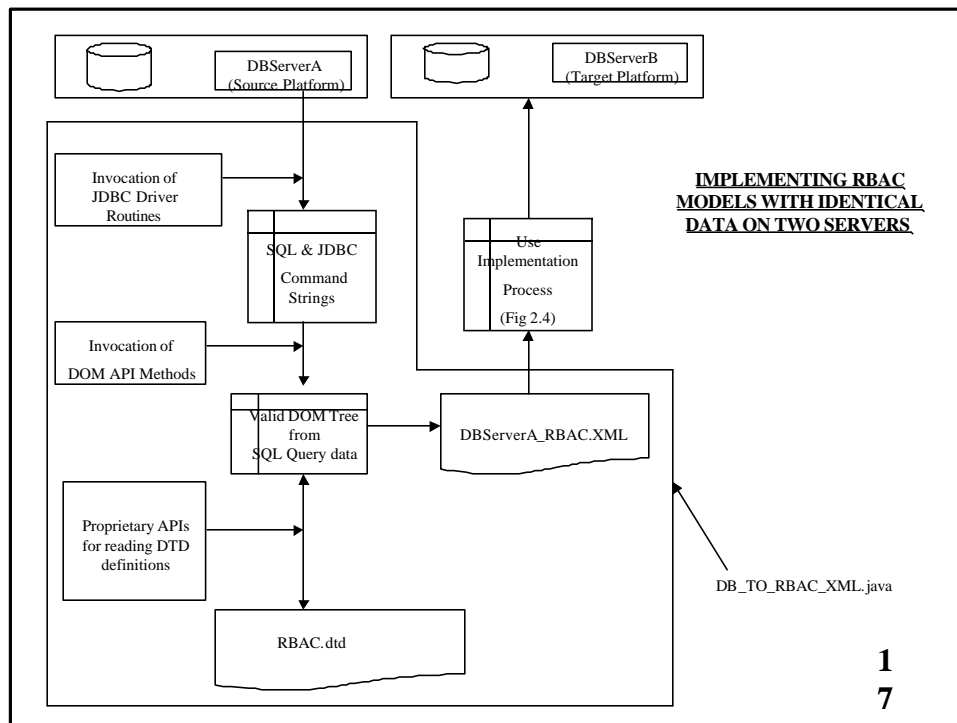 DBServerA
(Source Platform)
DBServerB
(Target Platform)
Invocation of
JDBC Driver
Routines
IMPLEMENTING RBAC
MODELS WITH IDENTICAL
DATA ON TWO SERVERS
SQL & JDBC
Command
Strings
Use
Implementation
Process
(Fig 2.4)
Invocation of
DOM API Methods
Valid DOM Tree
from
SQL Query data
DBServerA_RBAC.XML
Proprietary APIs
for reading DTD
definitions
DB_TO_RBAC_XML.java
RBAC.dtd
1
7